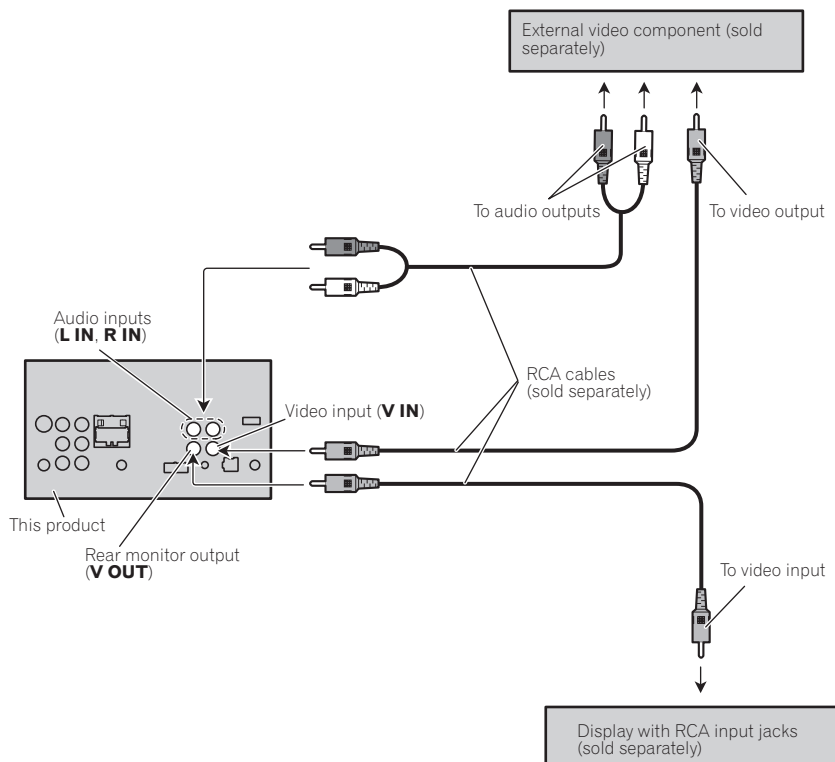 External video component (sold
separately)
To audio outputs
To video output
Audio inputs
(L IN, R IN)
RCA cables
(sold separately)
Video input (V IN)
This product
Rear monitor output
(V OUT)
To video input
Display with RCA input jacks
(sold separately)